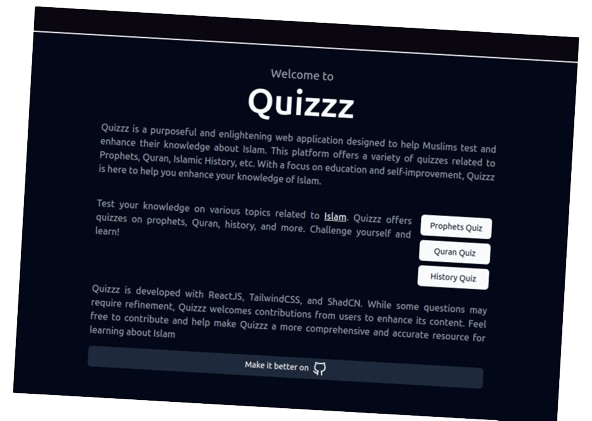 Welcome to
Quizzz
Quizzz is a purposeful and enlightening web application designed to help Muslims test and
enhance their knowledge about Islam. This platform offers a variety of quizzes related to
Prophets, Quran, Islamic History, etc. With a focus on education and self-improvement, Quizzz
is here to help you enhance your knowledge of Islam.
Test your knowledge on various topics related to Islam. Quizzz offers
quizzes on prophets, Quran, history, and more. Challenge yourself and
learn!
Prophets Quiz
Quran Quiz
History Quiz
Quizzz is developed with ReactJS, TailwindCSS, and ShadCN. While some questions may
require refinement, Quizzz welcomes contributions from users to enhance its content. Feel
free to contribute and help make Quizzz a more comprehensive and accurate resource for
learning about Islam
Make it better on